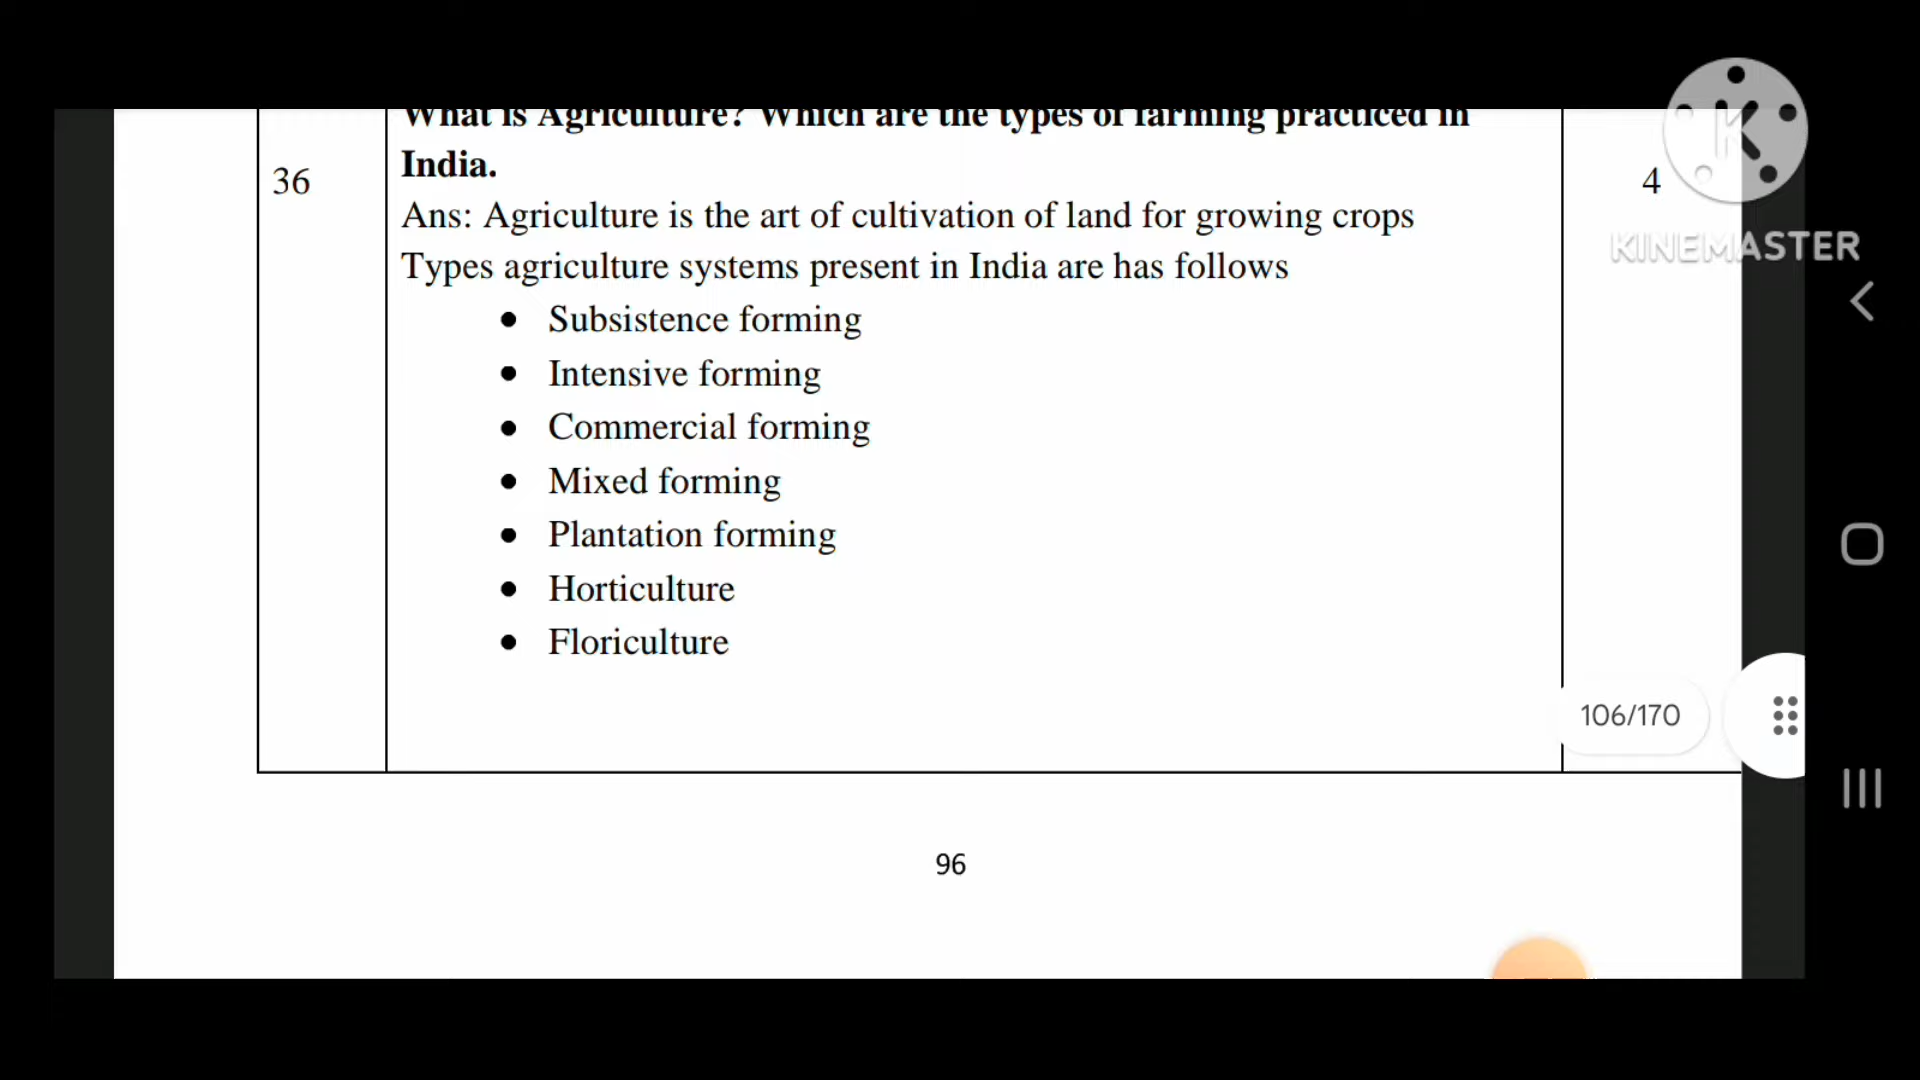 What is Agriculture? Which are the types of farming practiced in
India.
36
4
Ans: Agriculture is the art of cultivation of land for growing crops
Types agriculture systems present in India are has follows
• Subsistence forming
• Intensive forming
• Commercial forming
• Mixed forming
• Plantation forming
• Horticulture
• Floriculture
106/170
96
K
KINEMASTER